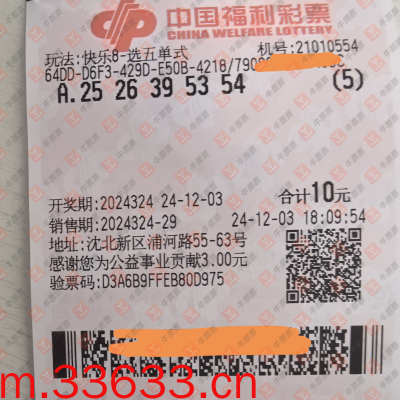 中国福利彩票
CHINA WELFARE LOTTERY
玩法:快乐8-选五单式 机号:21010554
64DD-D6F3-429D-E50B-4218/790
A.25 26 39 53 54 (5)
开奖期:2024324 24-12-03 合计10元
销售期:2024324-29 24-12-03 18:09:54
地址:沈北新区浦河路55-63号
感谢您为公益事业贡献3.00元
验票码:D3A6B9FFEB80D975
m.33633.cn